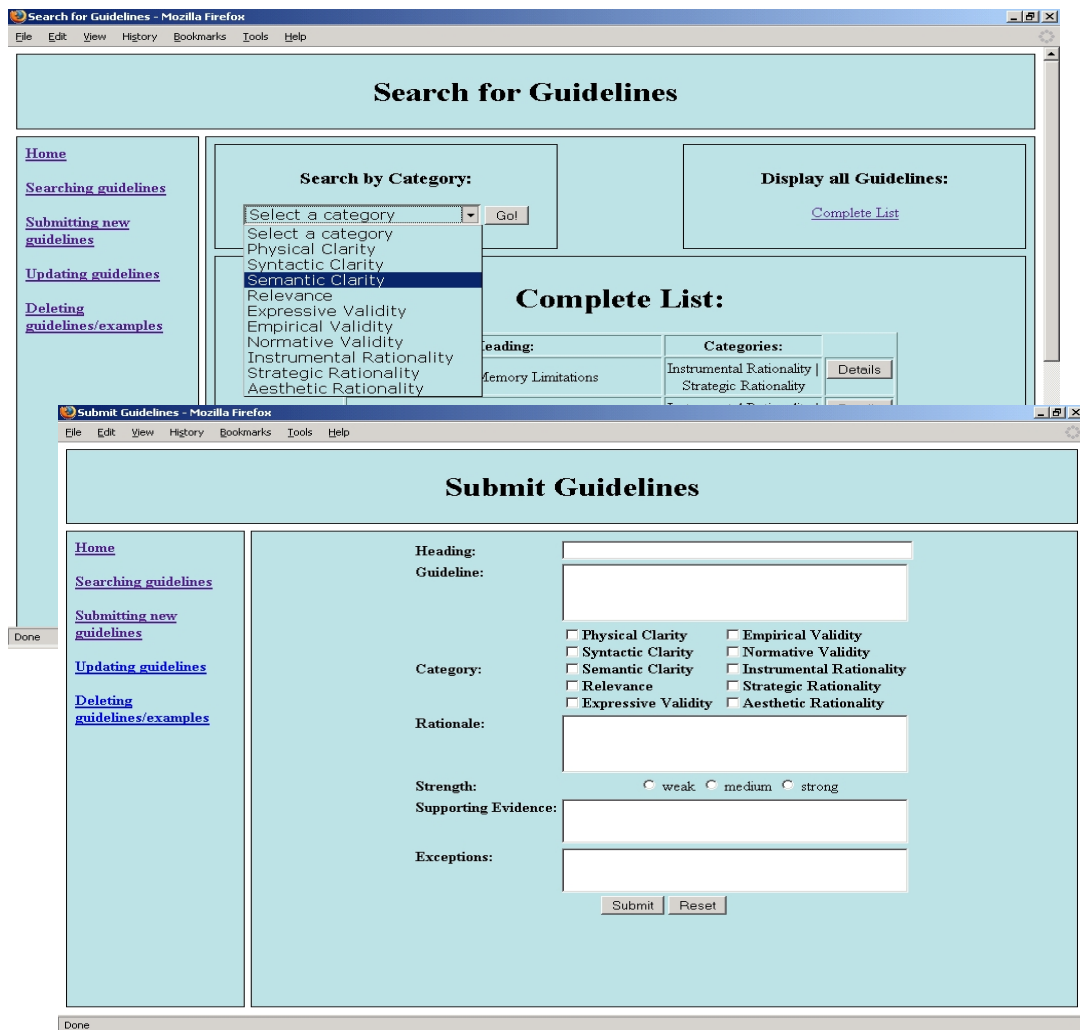 Search for Guidelines - Mozilla Firefox
File Edit View History Bookmarks Tools Help
Search for Guidelines
Home
Searching guidelines
Submitting new
guidelines
Updating guidelines
Deleting
guidelines/examples
Search by Category:
Select a category
Go!
Select a category
Physical Clarity
Syntactic Clarity
Semantic Clarity
Relevance
Expressive Validity
Empirical Validity
Normative Validity
Instrumental Rationality
Strategic Rationality
Aesthetic Rationality
Display all Guidelines:
Complete List
Complete List:
Categories:
Memory Limitations
Instrumental Rationality |
Strategic Rationality
Details
Done
Submit Guidelines - Mozilla Firefox
File Edit View History Bookmarks Tools Help
Submit Guidelines
Home
Searching guidelines
Submitting new
guidelines
Updating guidelines
Deleting
guidelines/examples
Heading:
Guideline:
Category:
Physical Clarity Empirical Validity
Syntactic Clarity Normative Validity
Semantic Clarity Instrumental Rationality
Relevance Strategic Rationality
Expressive Validity Aesthetic Rationality
Rationale:
Strength: weak medium strong
Supporting Evidence:
Exceptions:
Submit Reset
Done